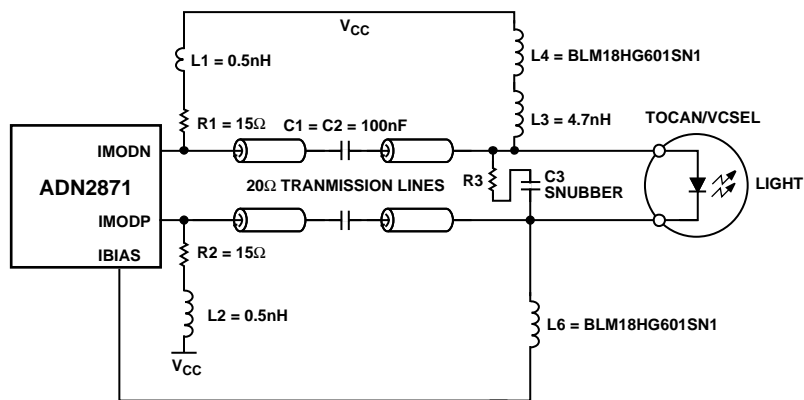 VCC
L1 = 0.5nH
L4 = BLM18HG601SN1
R1 = 15Ω
C1 = C2 = 100nF
L3 = 4.7nH
TOCAN/VCSEL
IMODN
ADN2871
20Ω TRANMISSION LINES
R3
C3
SNUBBER
LIGHT
IMODP
IBIAS
R2 = 15Ω
L2 = 0.5nH
L6 = BLM18HG601SN1
VCC